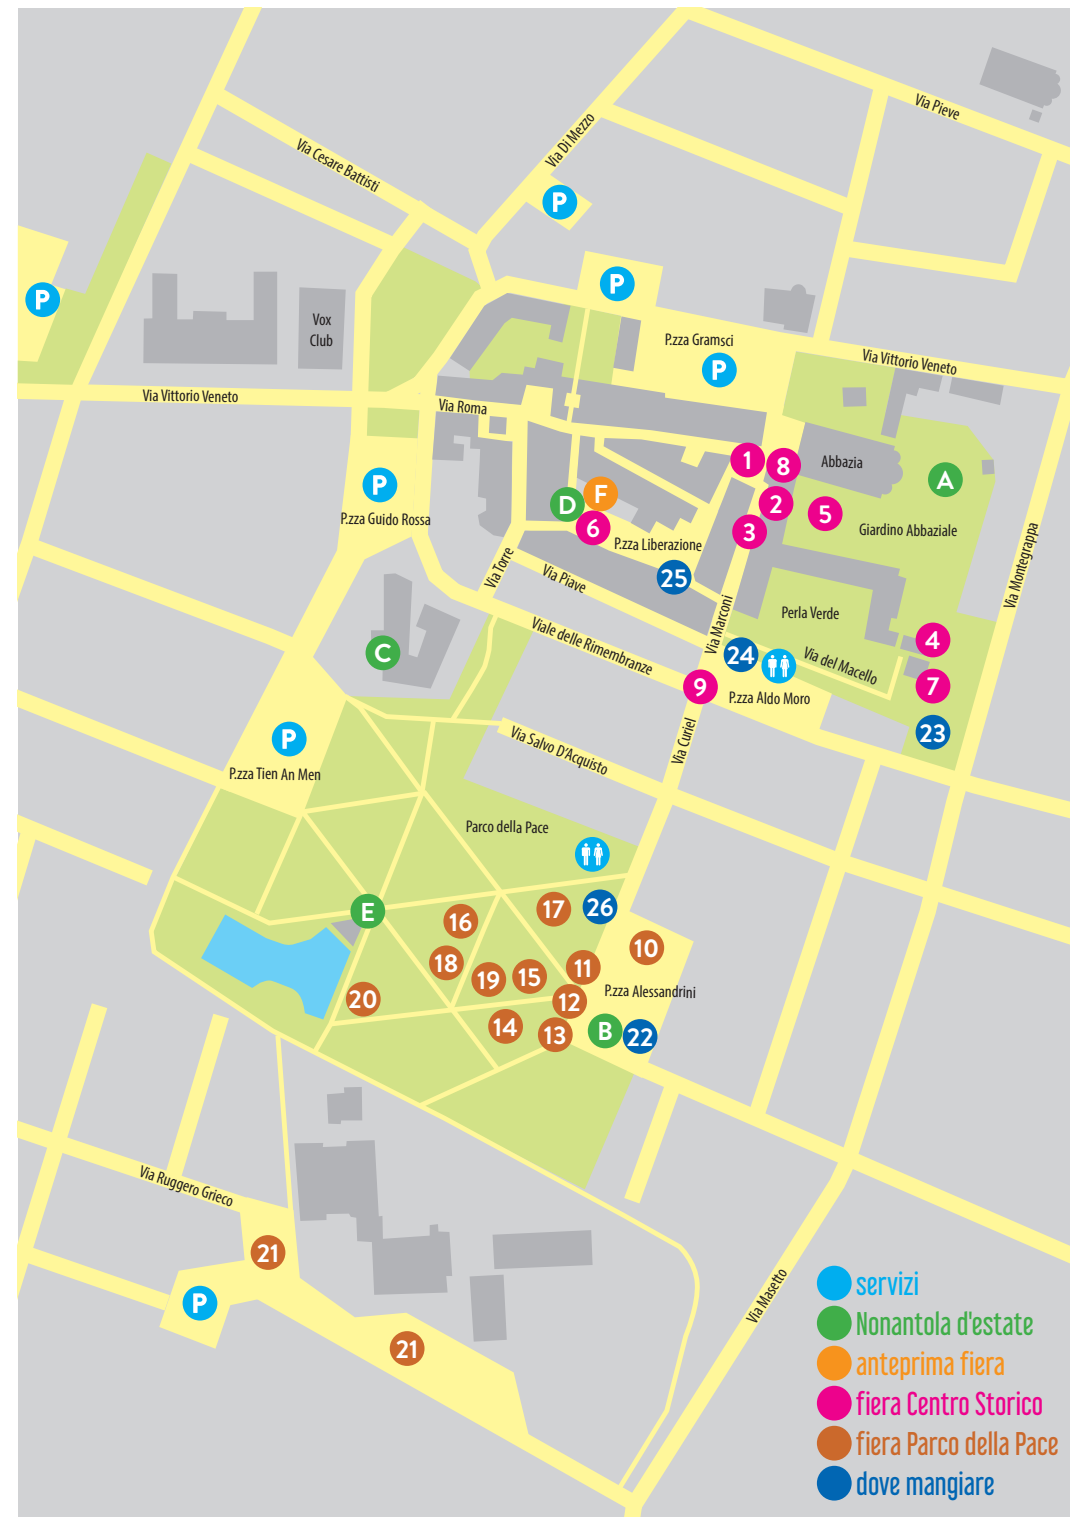 Via Pieve
Via Di Mezzo
Via Cesare Battisti
P
P
P
Vox
Club
P.zza Gramsci
P
Via Vittorio Veneto
Via Vittorio Veneto
Via Roma
1
8
Abbazia
A
P
D
F
2
5
P.zza Guido Rossa
6
3
Giardino Abbaziale
P.zza Liberazione
Via Torre
Via Piave
25
Via Montegrappa
Via Marconi
Perla Verde
Viale delle Rimembranze
C
24
Via del Macello
4
9
P.zza Aldo Moro
7
P
23
Via Curiel
Via Salvo D'Acquisto
P.zza Tien An Men
Parco della Pace
E
16
17
26
10
18
19
15
11
P.zza Alessandrini
20
12
14
13
B
22
Via Ruggero Grieco
21
P
21
Via Masetto
servizi
Nonantola d'estate
anteprima fiera
fiera Centro Storico
fiera Parco della Pace
dove mangiare